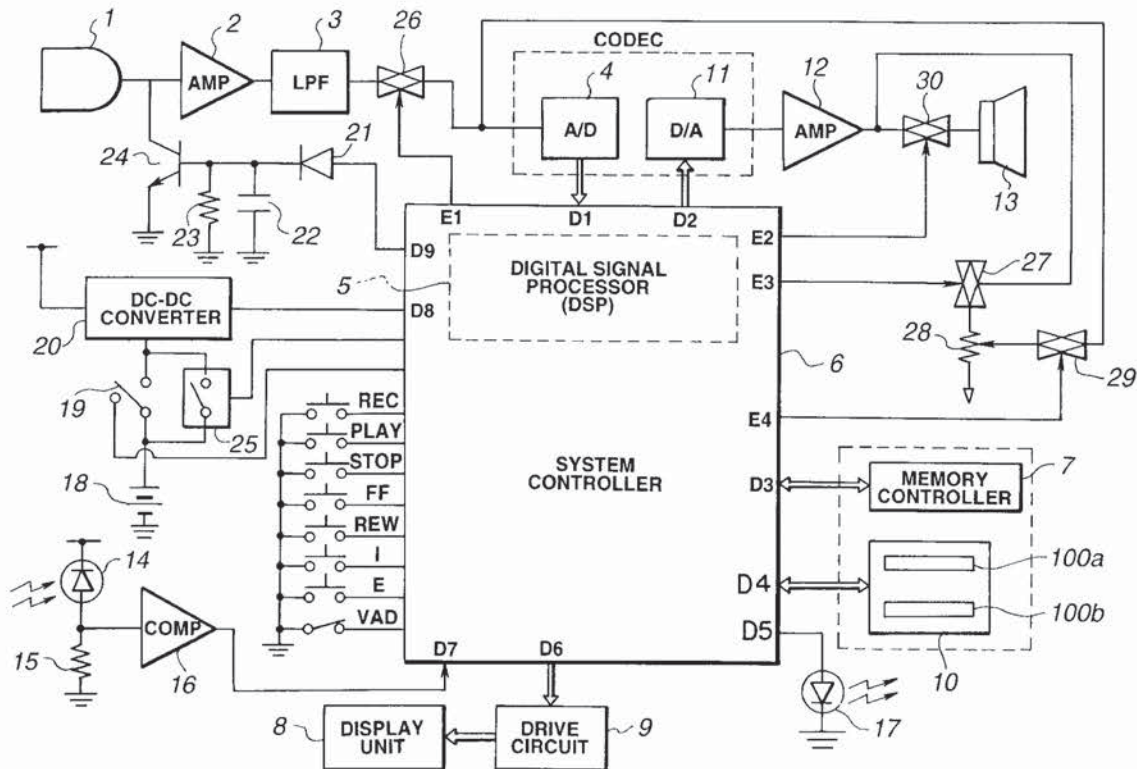 1
2
3
26
CODEC
4
11
12
30
AMP
LPF
A/D
D/A
AMP
13
24
21
23
22
E1
D1
D2
E2
D9
E3
27
5
DIGITAL SIGNAL
PROCESSOR
(DSP)
DC-DC
CONVERTER
D8
20
28
29
6
19
25
E4
REC
PLAY
STOP
FF
REW
I
E
VAD
SYSTEM
CONTROLLER
D3
MEMORY
CONTROLLER
7
18
14
D4
100a
100b
10
COMP
15
16
D5
D7
D6
17
8
DISPLAY
UNIT
DRIVE
CIRCUIT
9